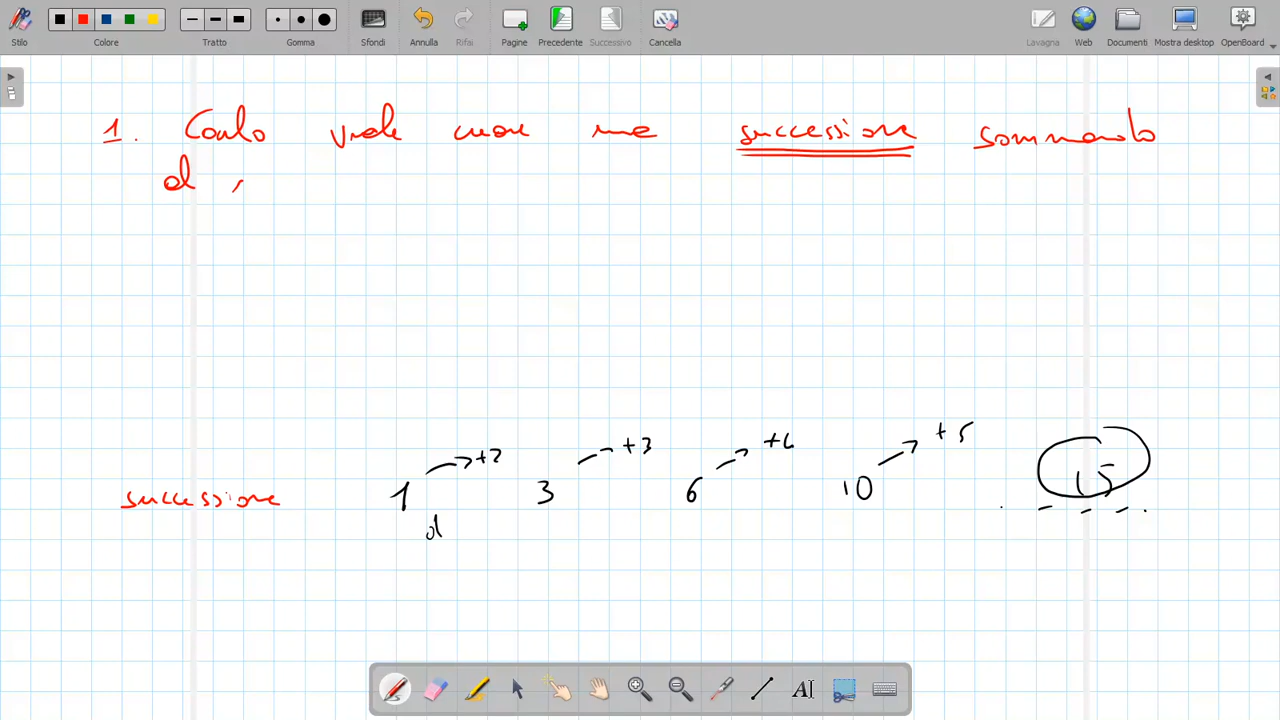 Stilo
Colore
Tratto
Gomma
Sfondi
Annulla
Rifai
Pagine
Precedente
Successivo
Cancella
Lavagna
Web
Documenti
Mostra desktop
OpenBoard
1. Carlo vuole creare una successione sommando
al
+2 +3 +4 +5
successione 1 3 6 10 15
d